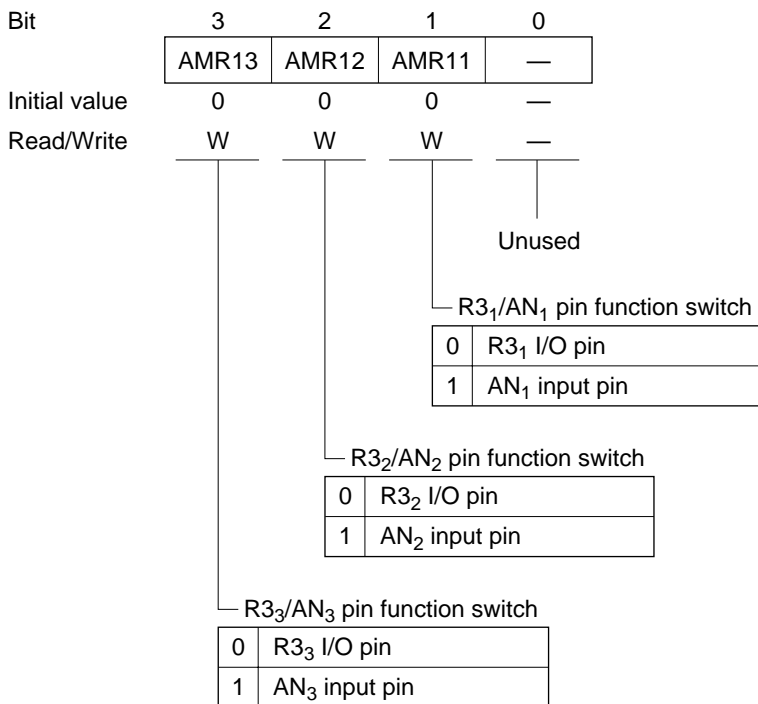 Bit 3 2 1 0
AMR13 AMR12 AMR11 —
Initial value 0 0 0 —
Read/Write W W W —
Unused
R3₁/AN₁ pin function switch
0 R3₁ I/O pin
1 AN₁ input pin
R3₂/AN₂ pin function switch
0 R3₂ I/O pin
1 AN₂ input pin
R3₃/AN₃ pin function switch
0 R3₃ I/O pin
1 AN₃ input pin